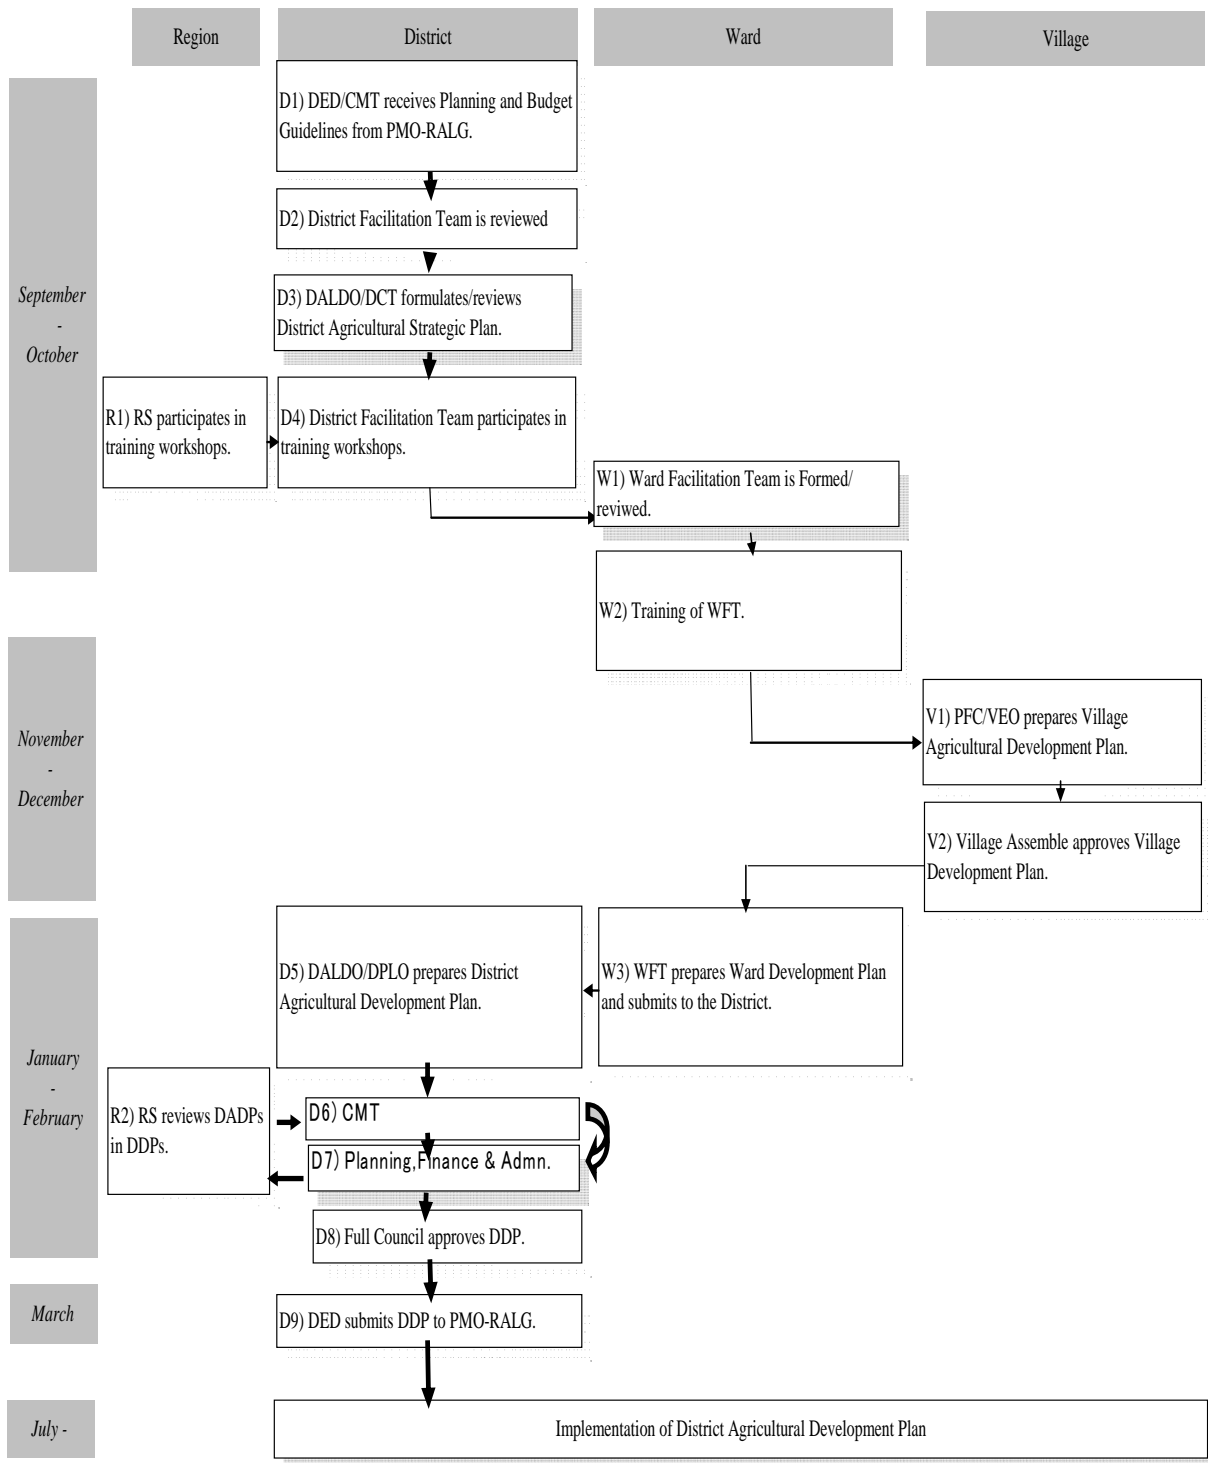 Region
District
Ward
Village
September
-
October
D1) DED/CMT receives Planning and Budget
Guidelines from PMO-RALG.
D2) District Facilitation Team is reviewed
D3) DALDO/DCT formulates/reviews
District Agricultural Strategic Plan.
R1) RS participates in
training workshops.
D4) District Facilitation Team participates in
training workshops.
W1) Ward Facilitation Team is Formed/
reviwed.
W2) Training of WFT.
November
-
December
V1) PFC/VEO prepares Village
Agricultural Development Plan.
V2) Village Assemble approves Village
Development Plan.
January
-
February
D5) DALDO/DPLO prepares District
Agricultural Development Plan.
W3) WFT prepares Ward Development Plan
and submits to the District.
R2) RS reviews DADPs
in DDPs.
D6) CMT
D7) Planning,Finance & Admn.
D8) Full Council approves DDP.
March
D9) DED submits DDP to PMO-RALG.
July -
Implementation of District Agricultural Development Plan